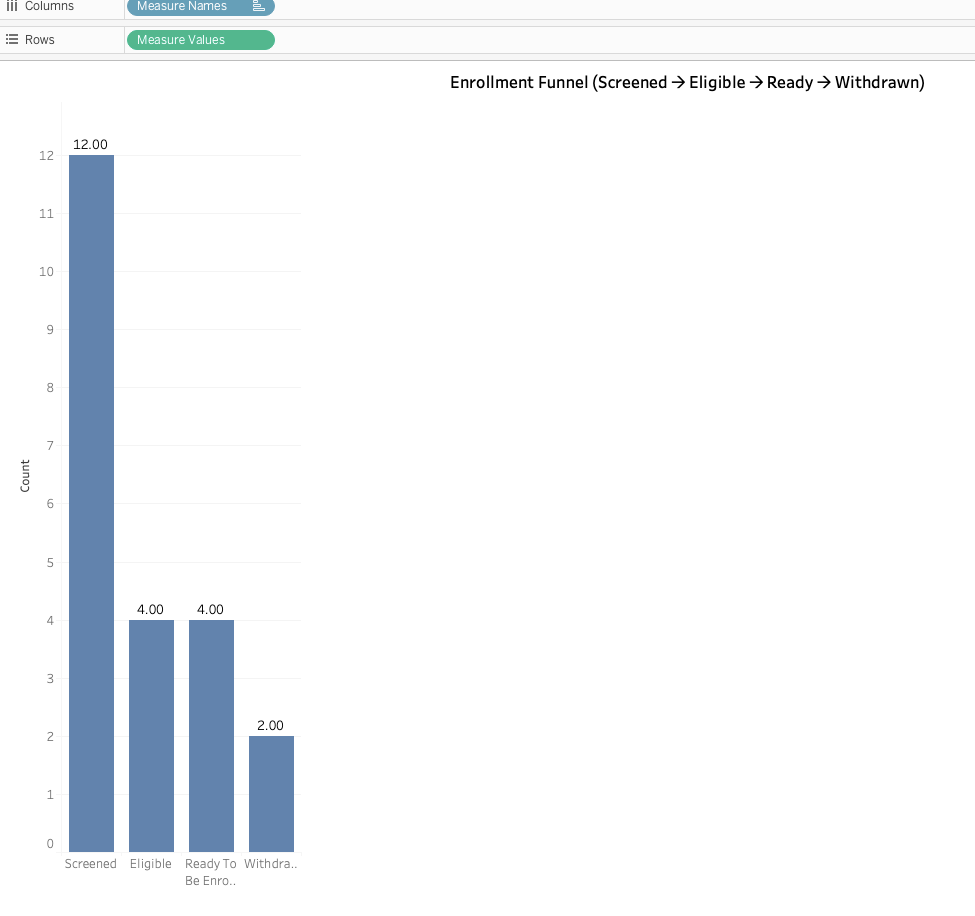 Columns
Measure Names
Rows
Measure Values
Enrollment Funnel (Screened → Eligible → Ready → Withdrawn)
12.00
12
11
10
9
8
7
6
5
4.00 4.00
4
3
2.00
2
1
0
Count
Screened Eligible Ready To Withdra..
Be Enro..